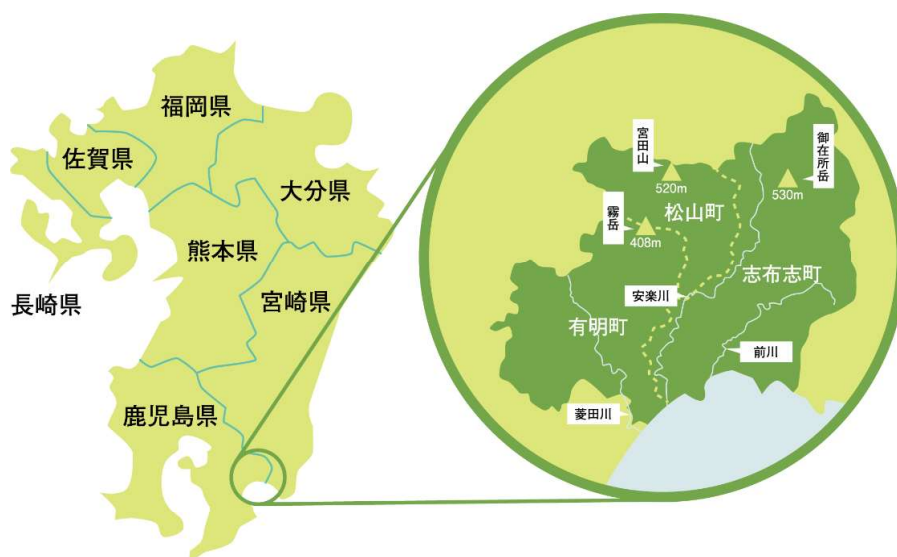 福岡県
佐賀県
大分県
熊本県
長崎県
宮崎県
鹿児島県
宮田山
520m
御在所岳
530m
松山町
霧岳
408m
志布志町
安楽川
有明町
前川
菱田川